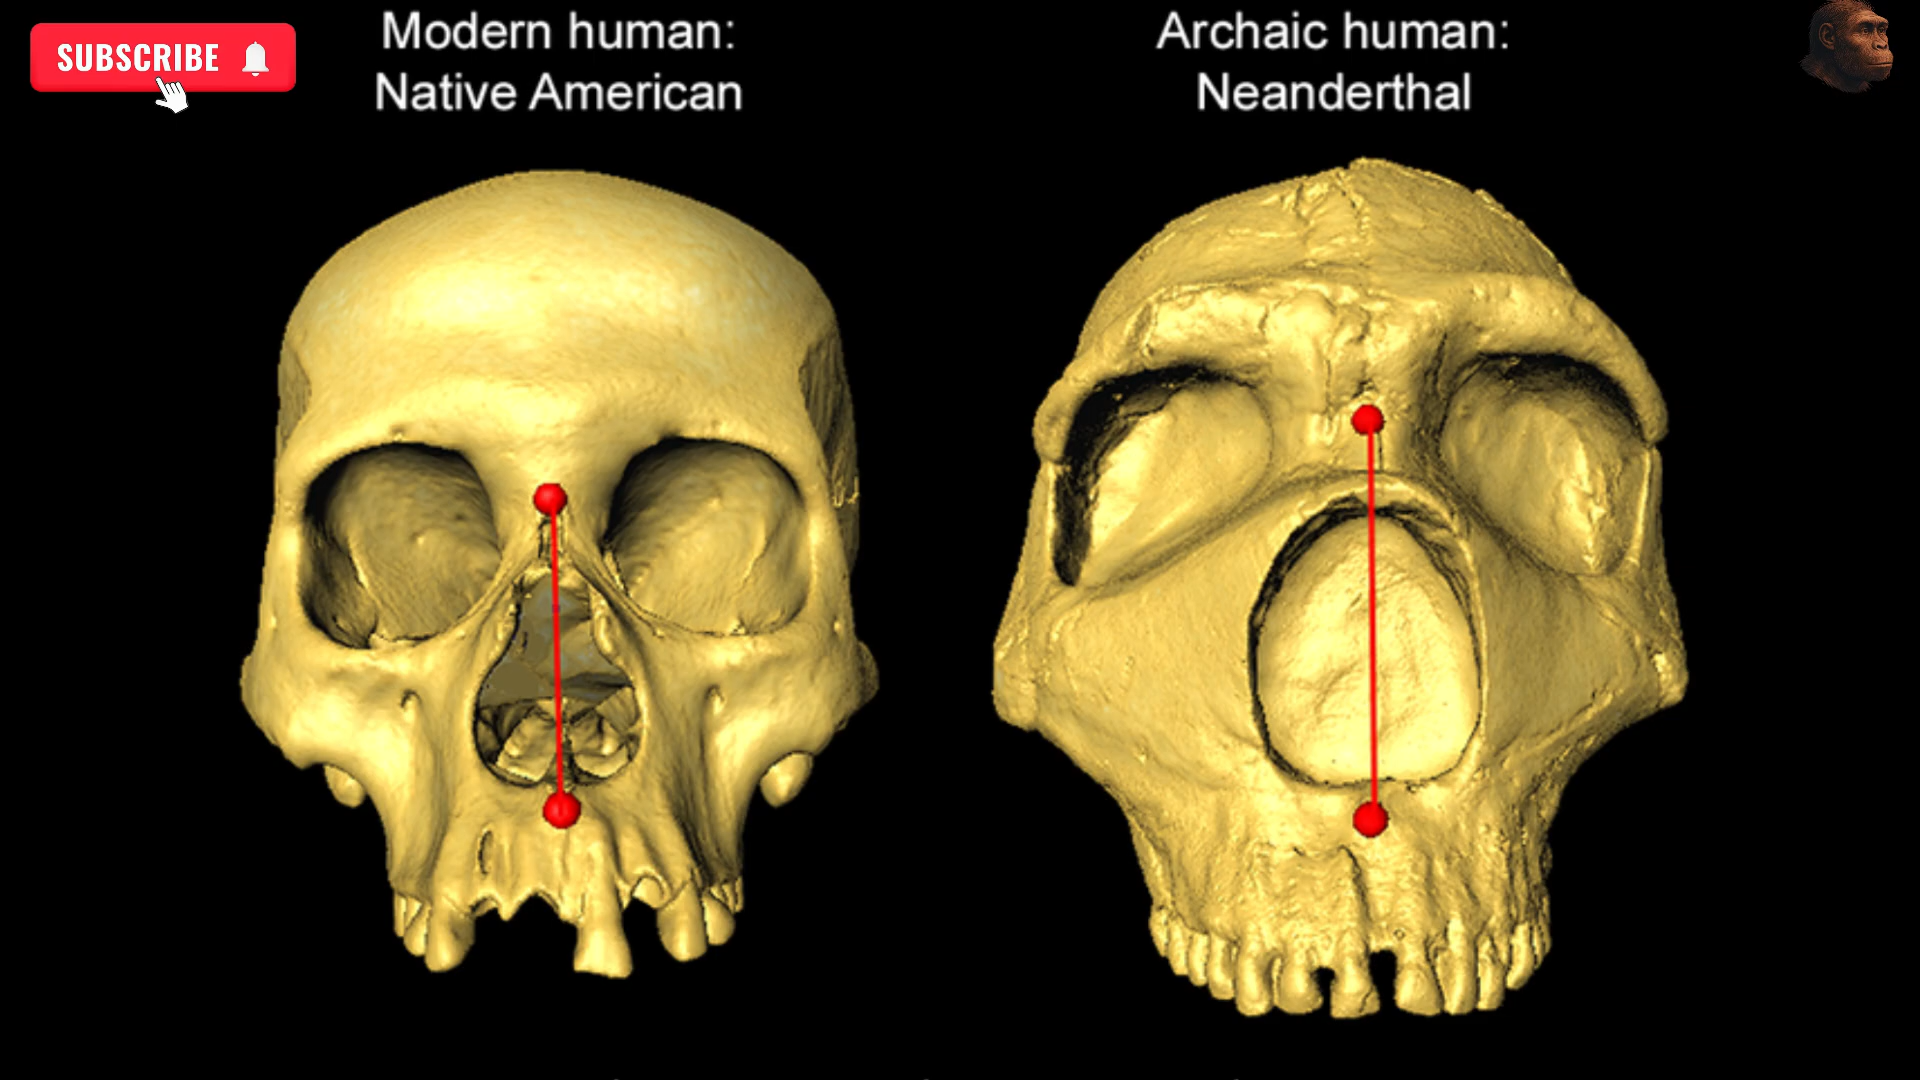 SUBSCRIBE
Modern human:
Native American
Archaic human:
Neanderthal